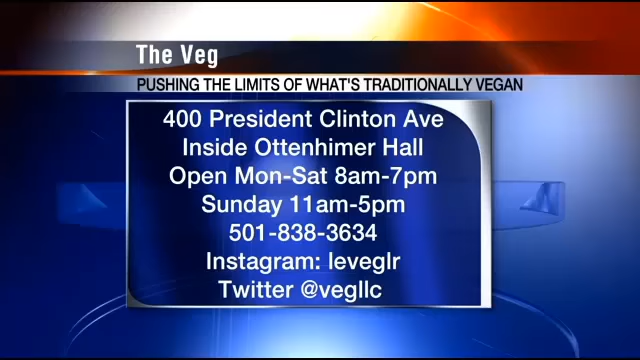 The Veg
PUSHING THE LIMITS OF WHAT'S TRADITIONALLY VEGAN
400 President Clinton Ave
Inside Ottenhimer Hall
Open Mon-Sat 8am-7pm
Sunday 11am-5pm
501-838-3634
Instagram: leveglr
Twitter @vegllc